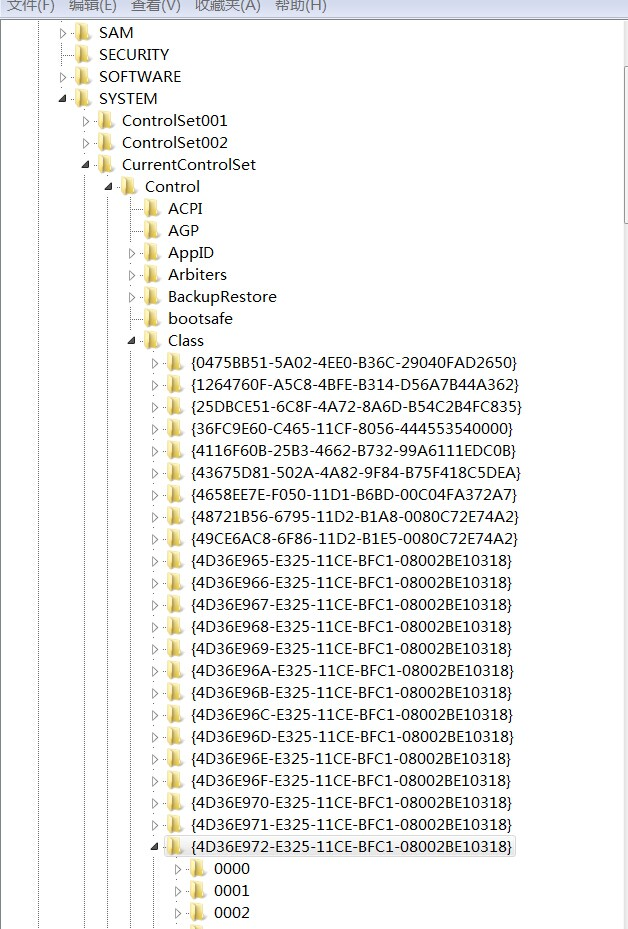 文件(F) 编辑(E) 查看(V) 收藏夹(A) 帮助(H)
SAM
SECURITY
SOFTWARE
SYSTEM
ControlSet001
ControlSet002
CurrentControlSet
Control
ACPI
AGP
AppID
Arbiters
BackupRestore
bootsafe
Class
{0475BB51-5A02-4EE0-B36C-29040FAD2650}
{1264760F-A5C8-4BFE-B314-D56A7B44A362}
{25DBCE51-6C8F-4A72-8A6D-B54C2B4FC835}
{36FC9E60-C465-11CF-8056-444553540000}
{4116F60B-25B3-4662-B732-99A6111EDC0B}
{43675D81-502A-4A82-9F84-B75F418C5DEA}
{4658EE7E-F050-11D1-B6BD-00C04FA372A7}
{48721B56-6795-11D2-B1A8-0080C72E74A2}
{49CE6AC8-6F86-11D2-B1E5-0080C72E74A2}
{4D36E965-E325-11CE-BFC1-08002BE10318}
{4D36E966-E325-11CE-BFC1-08002BE10318}
{4D36E967-E325-11CE-BFC1-08002BE10318}
{4D36E968-E325-11CE-BFC1-08002BE10318}
{4D36E969-E325-11CE-BFC1-08002BE10318}
{4D36E96A-E325-11CE-BFC1-08002BE10318}
{4D36E96B-E325-11CE-BFC1-08002BE10318}
{4D36E96C-E325-11CE-BFC1-08002BE10318}
{4D36E96D-E325-11CE-BFC1-08002BE10318}
{4D36E96E-E325-11CE-BFC1-08002BE10318}
{4D36E96F-E325-11CE-BFC1-08002BE10318}
{4D36E970-E325-11CE-BFC1-08002BE10318}
{4D36E971-E325-11CE-BFC1-08002BE10318}
{4D36E972-E325-11CE-BFC1-08002BE10318}
0000
0001
0002